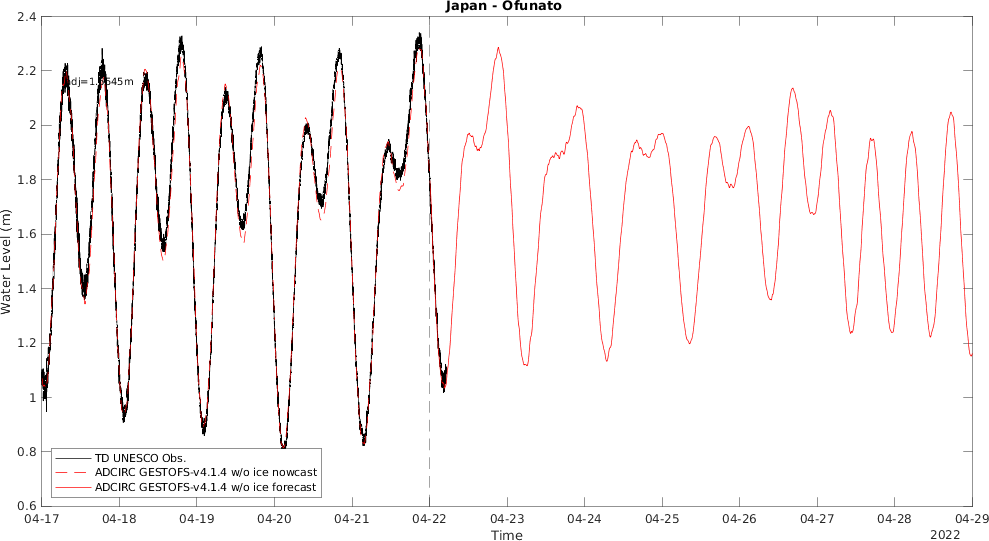 Japan - Ofunato
2.4
2.2
2
1.8
1.6
1.4
1.2
1
0.8
0.6
Water Level (m)
TD UNESCO Obs.
ADCIRC GESTOFS-v4.1.4 w/o ice nowcast
ADCIRC GESTOFS-v4.1.4 w/o ice forecast
04-17 04-18 04-19 04-20 04-21 04-22 04-23 04-24 04-25 04-26 04-27 04-28 04-29
Time
2022